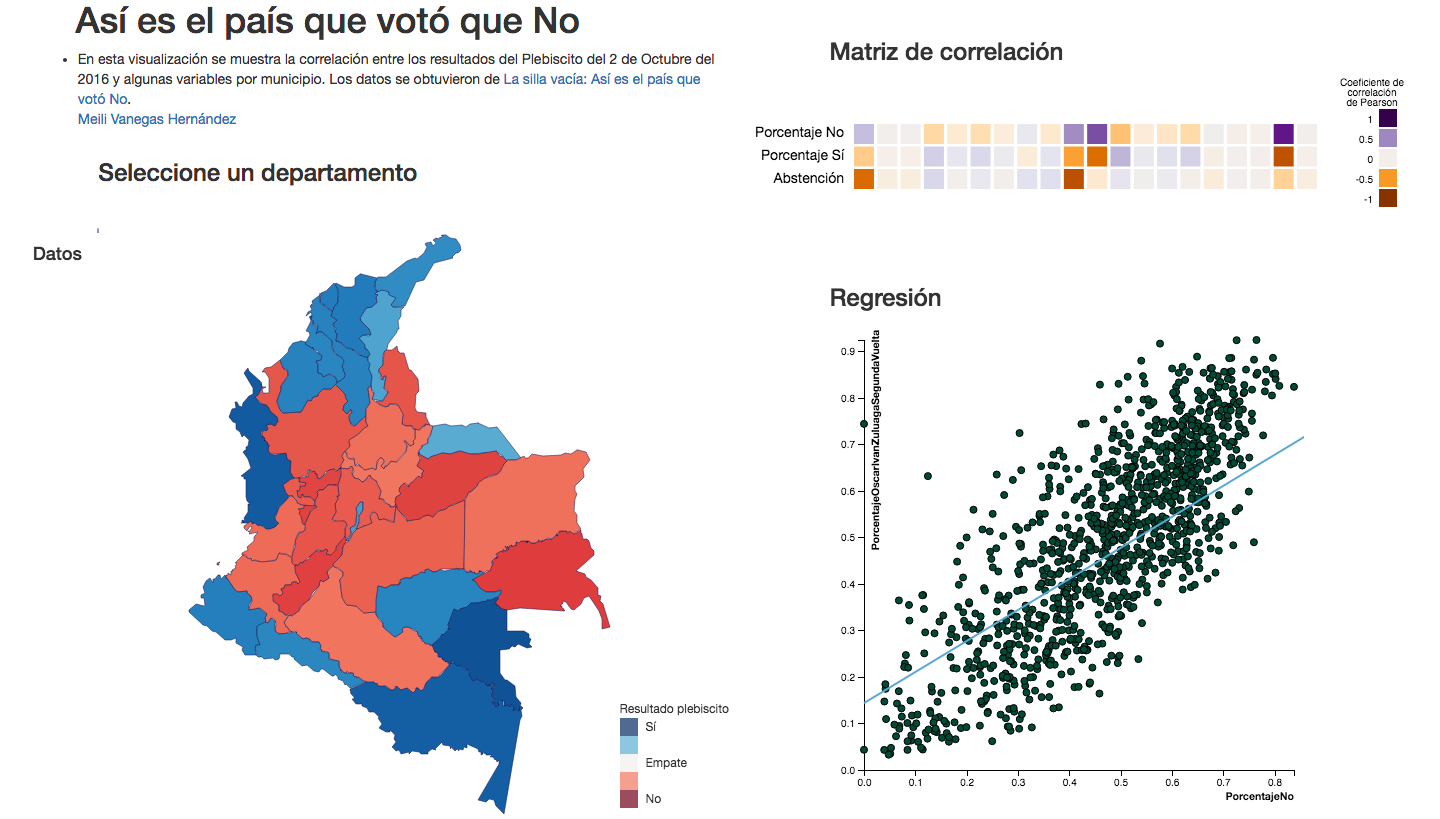 Así es el país que votó que No
En esta visualización se muestra la correlación entre los resultados del Plebiscito del 2 de Octubre del
2016 y algunas variables por municipio. Los datos se obtuvieron de La silla vacía: Así es el país que
votó No.
Meili Vanegas Hernández
Seleccione un departamento
Datos
Resultado plebiscito
Sí
Empate
No
Matriz de correlación
Coeficiente de
correlación
de Pearson
1
0.5
0
-0.5
-1
Porcentaje No
Porcentaje Sí
Abstención
Regresión
PorcentajeOscarIvanZuluagaSegundaVuelta
0.9
0.8
0.7
0.6
0.5
0.4
0.3
0.2
0.1
0.0
0.0 0.1 0.2 0.3 0.4 0.5 0.6 0.7 0.8
PorcentajeNo